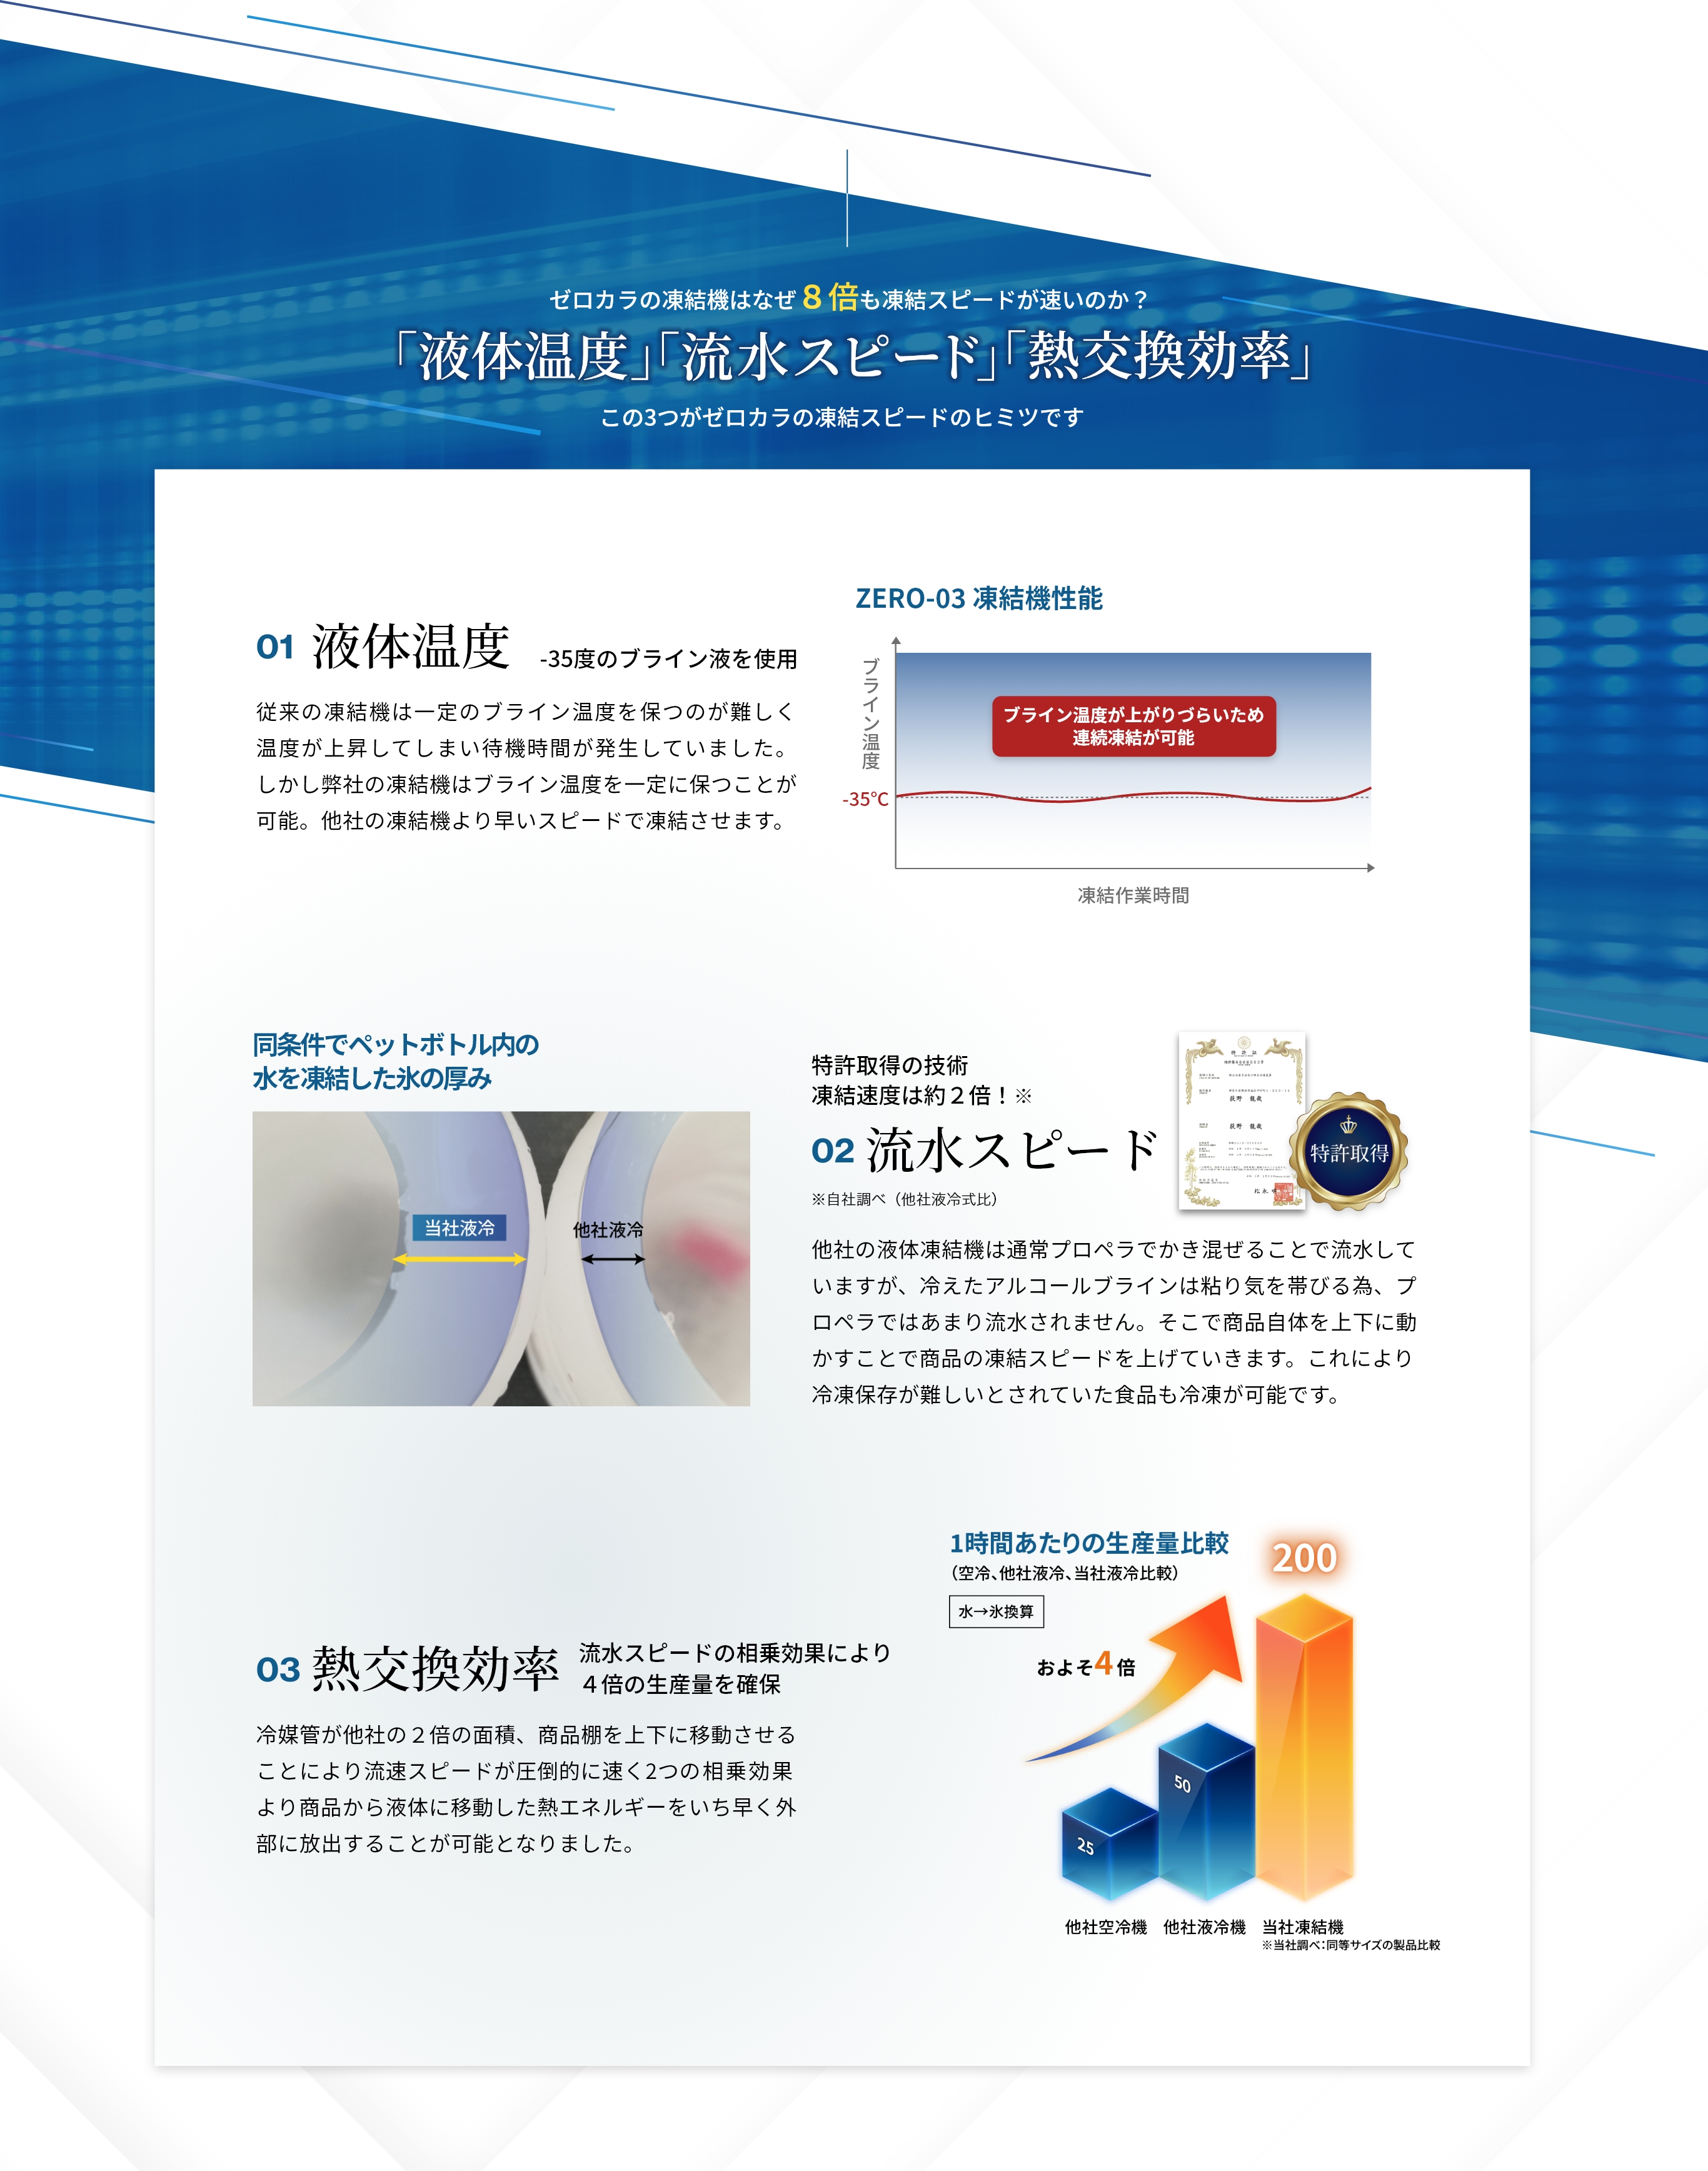 ゼロカラの凍結機はなぜ８倍も凍結スピードが速いのか？
「液体温度」「流水スピード」「熱交換効率」
この3つがゼロカラの凍結スピードのヒミツです
01 液体温度 -35度のブライン液を使用
従来の凍結機は一定のブライン温度を保つのが難しく
温度が上昇してしまい待機時間が発生していました。
しかし弊社の凍結機はブライン温度を一定に保つことが
可能。他社の凍結機より早いスピードで凍結させます。
ZERO-03 凍結機性能
ブライン温度
ブライン温度が上がりづらいため
連続凍結が可能
-35℃
凍結作業時間
同条件でペットボトル内の
水を凍結した氷の厚み
当社液冷
他社液冷
特許取得の技術
凍結速度は約２倍！※
02 流水スピード
※自社調べ（他社液冷式比）
特許証
特許取得
他社の液体凍結機は通常プロペラでかき混ぜることで流水して
いますが、冷えたアルコールブラインは粘り気を帯びる為、プ
ロペラではあまり流水されません。そこで商品自体を上下に動
かすことで商品の凍結スピードを上げていきます。これにより
冷凍保存が難しいとされていた食品も冷凍が可能です。
03 熱交換効率
流水スピードの相乗効果により
４倍の生産量を確保
冷媒管が他社の２倍の面積、商品棚を上下に移動させる
ことにより流速スピードが圧倒的に速く2つの相乗効果
より商品から液体に移動した熱エネルギーをいち早く外
部に放出することが可能となりました。
1時間あたりの生産量比較
（空冷、他社液冷、当社液冷比較）
水→氷換算
およそ4倍
200
50
25
他社空冷機 他社液冷機 当社凍結機
※当社調べ：同等サイズの製品比較